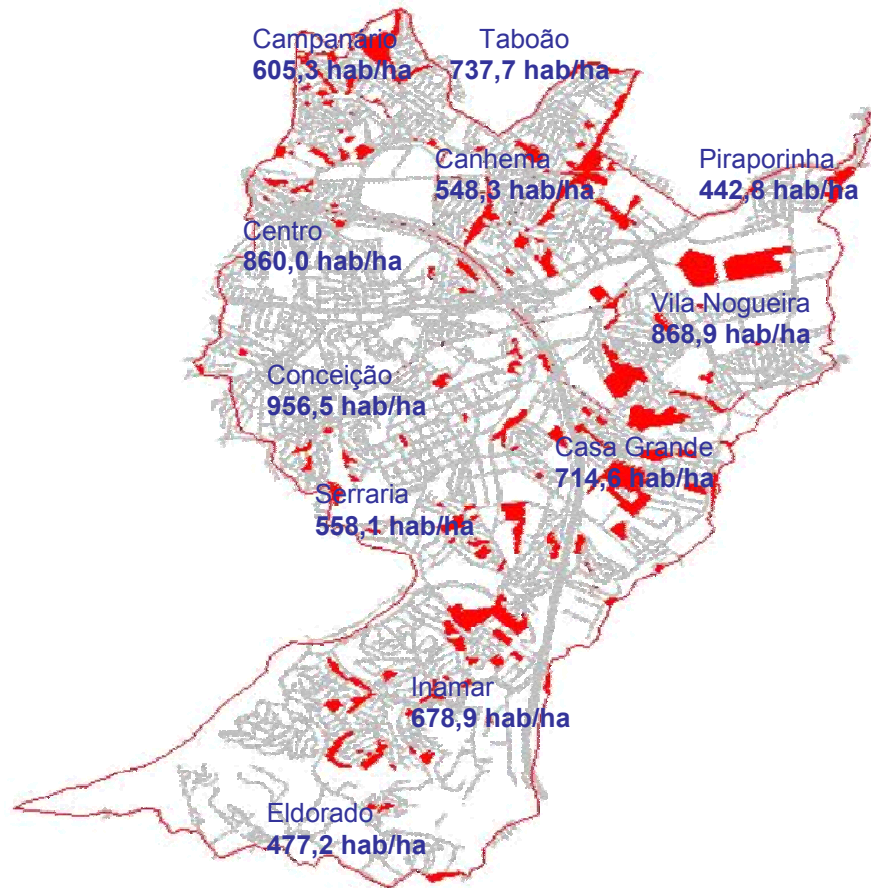 Campanário
605,3 hab/ha
Taboão
737,7 hab/ha
Canhema
548,3 hab/ha
Piraporinha
442,8 hab/ha
Centro
860,0 hab/ha
Vila Nogueira
868,9 hab/ha
Conceição
956,5 hab/ha
Casa Grande
714,6 hab/ha
Serraria
558,1 hab/ha
Inamar
678,9 hab/ha
Eldorado
477,2 hab/ha